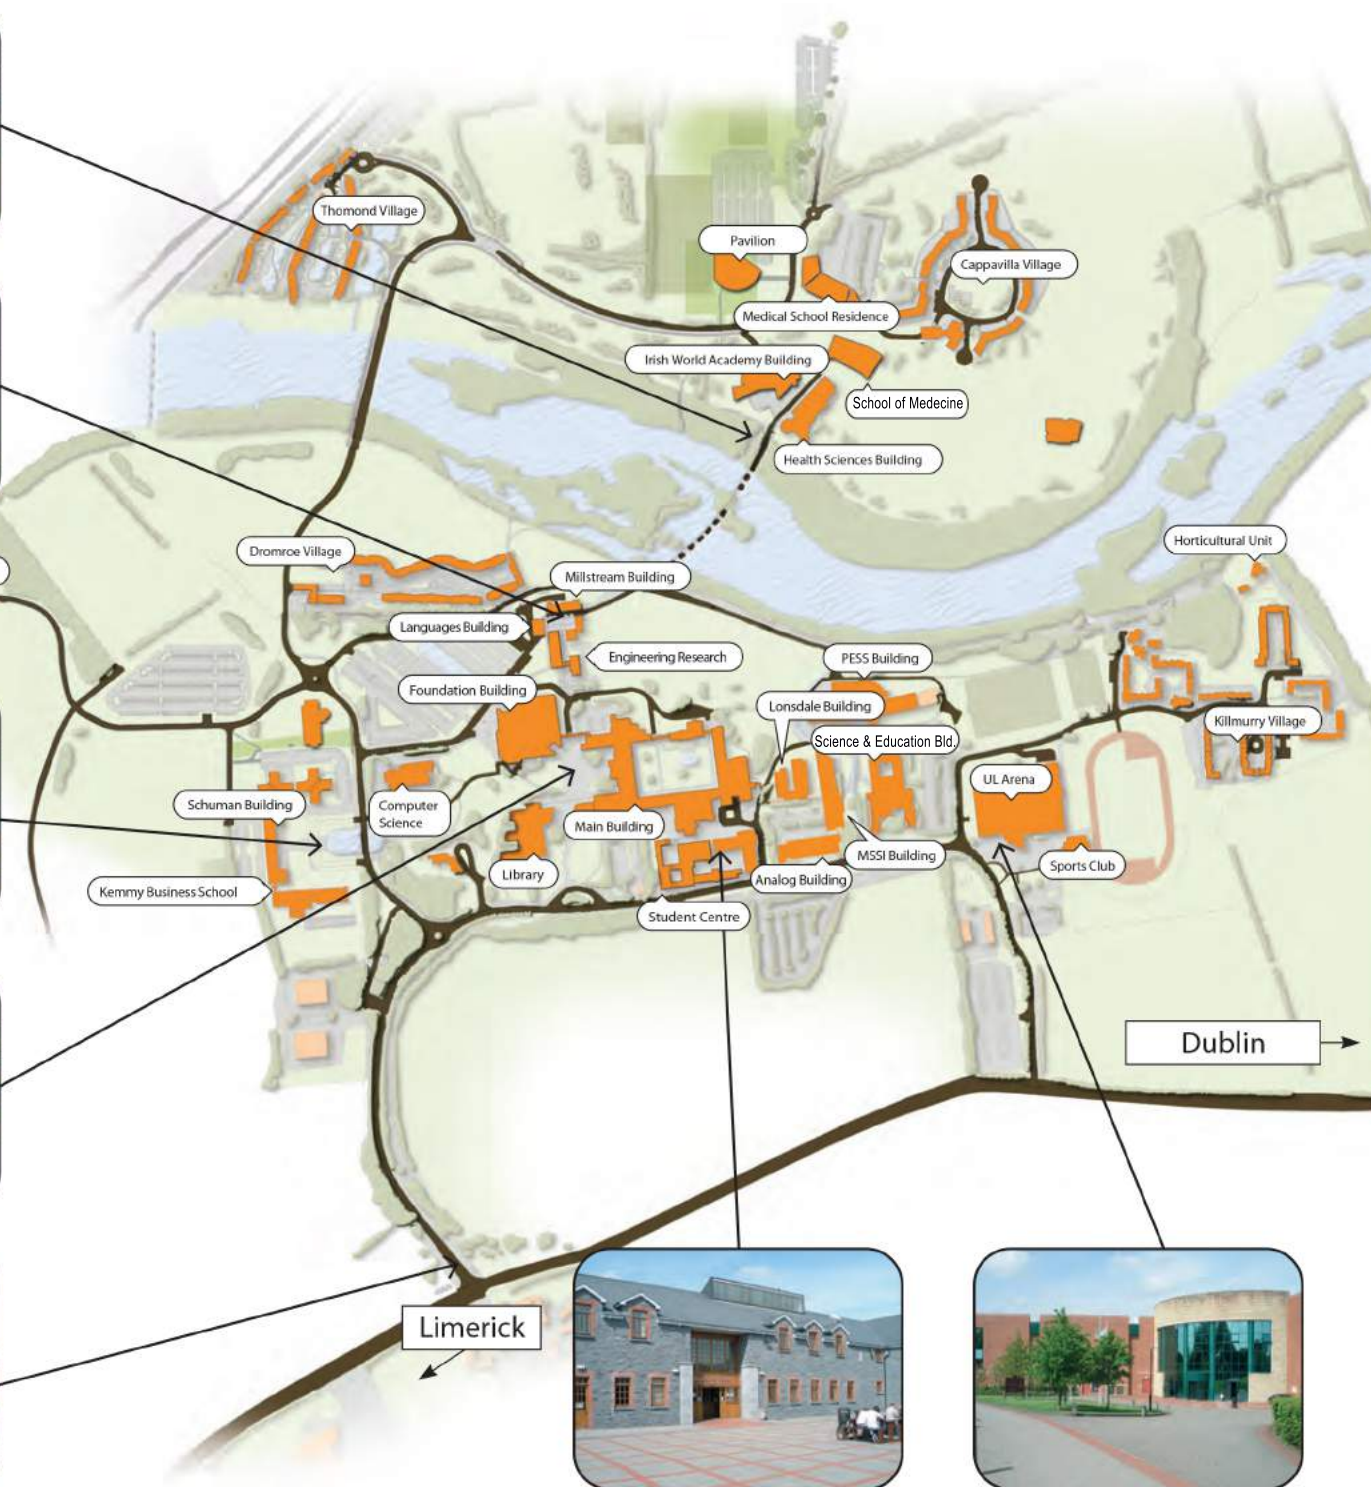 Thomond Village
Pavilion
Cappavilla Village
Medical School Residence
Irish World Academy Building
School of Medecine
Health Sciences Building
Horticultural Unit
Dromroe Village
Millstream Building
Languages Building
Engineering Research
PESS Building
Foundation Building
Lonsdale Building
Killmurry Village
Science & Education Bld.
UL Arena
Schuman Building
Computer
Science
Main Building
MSSI Building
Sports Club
Library
Analog Building
Kemmy Business School
Student Centre
Dublin
Limerick